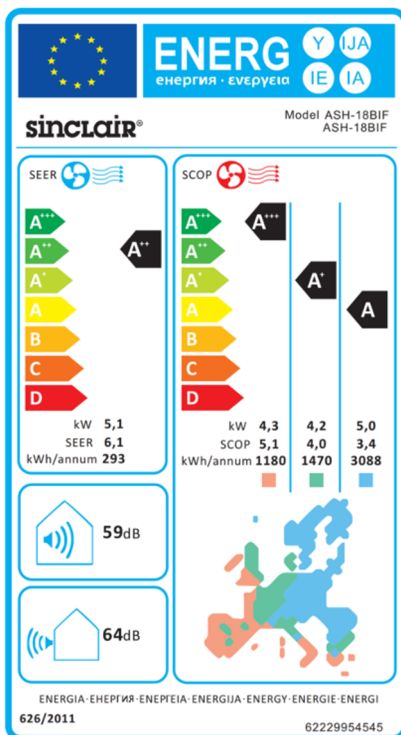 ENERG
енергия · ενεργεια
Y IJA
IE IA
sinclair®
Model ASH-18BIF
ASH-18BIF
SEER
A+++
A++
A+
A
B
C
D
A++
kW 5,1
SEER 6,1
kWh/annum 293
SCOP
A+++
A++
A+
A
B
C
D
A+++
A+
A
kW 4,3 4,2 5,0
SCOP 5,1 4,0 3,4
kWh/annum 1180 1470 3088
59dB
64dB
ENERGIA·ЕНЕРГИЯ·ΕΝΕΡΓΕΙΑ·ENERGIJA·ENERGY·ENERGIE·ENERGI
626/2011
62229954545